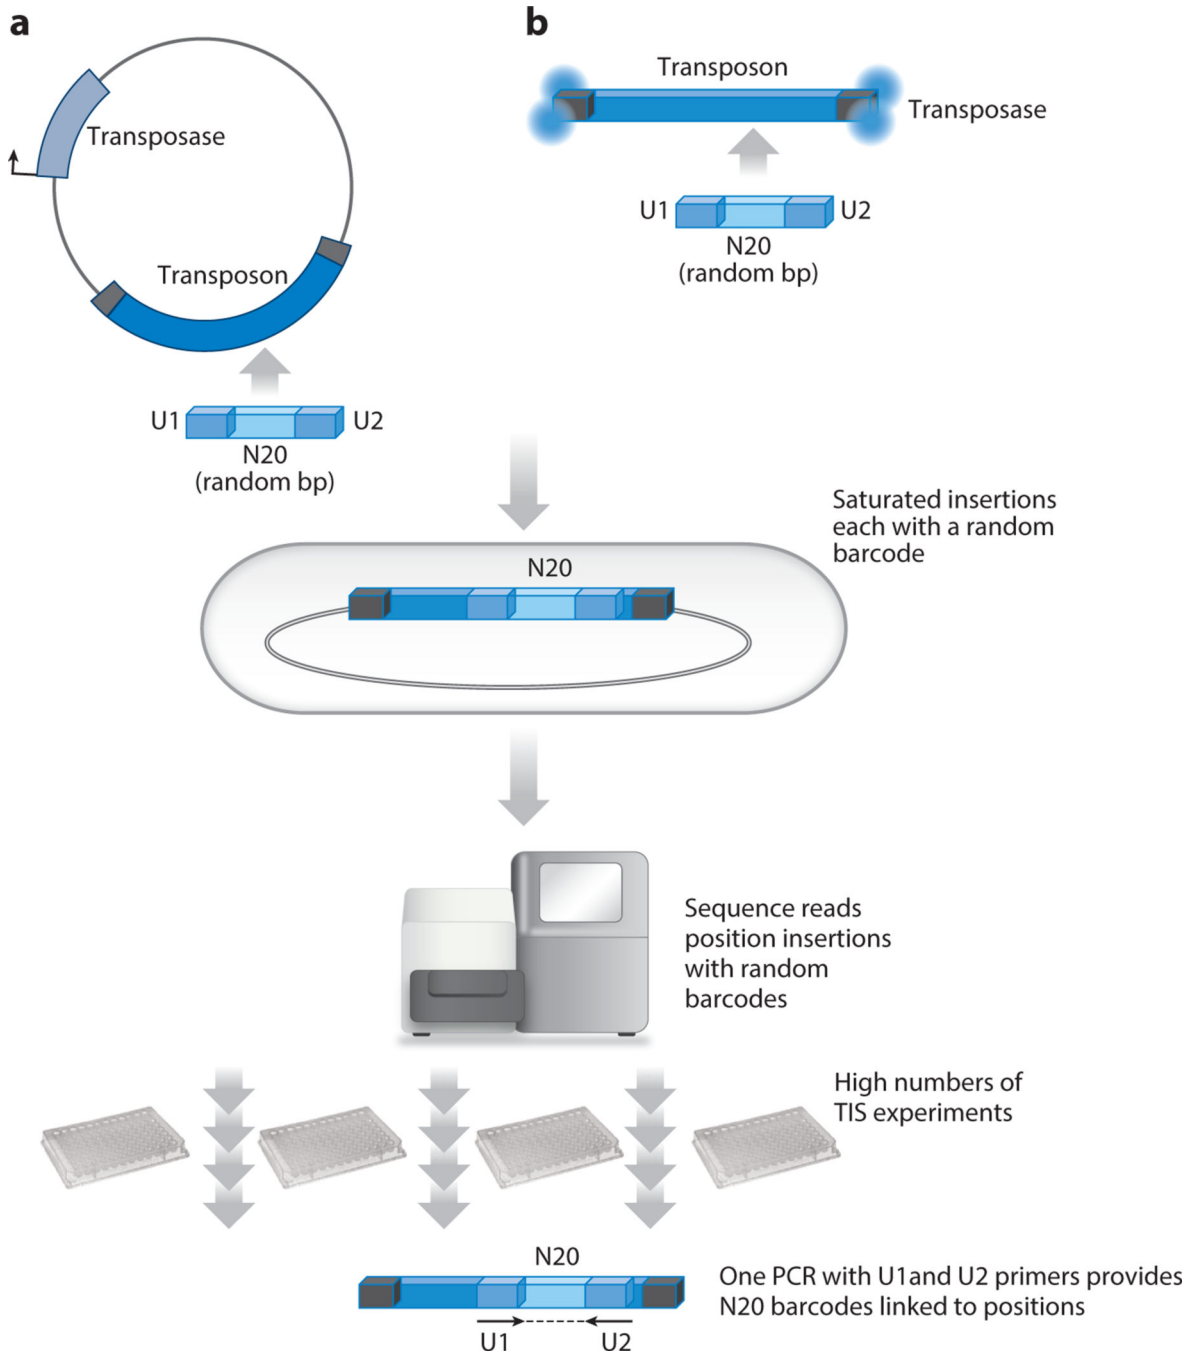 a
Transposase
Transposon
U1
U2
N20
(random bp)
b
Transposon
Transposase
U1
U2
N20
(random bp)
Saturated insertions
each with a random
barcode
N20
Sequence reads
position insertions
with random
barcodes
High numbers of
TIS experiments
N20
U1
U2
One PCR with U1and U2 primers provides
N20 barcodes linked to positions